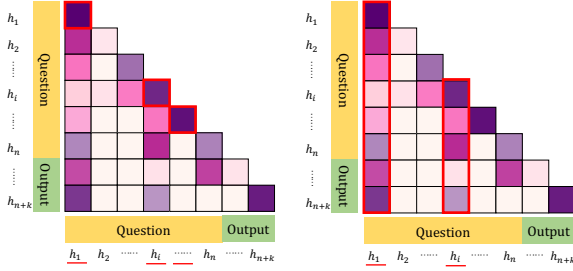 h₁
h₂
......
hᵢ
......
hₙ
......
hₙ₊ₖ
Question
Output
Question
Output
h₁
h₂
......
hᵢ
......
hₙ
hₙ₊ₖ
h₁
h₂
......
hᵢ
......
hₙ
......
hₙ₊ₖ
Question
Output
Question
Output
h₁
h₂
......
hᵢ
......
hₙ
hₙ₊ₖ